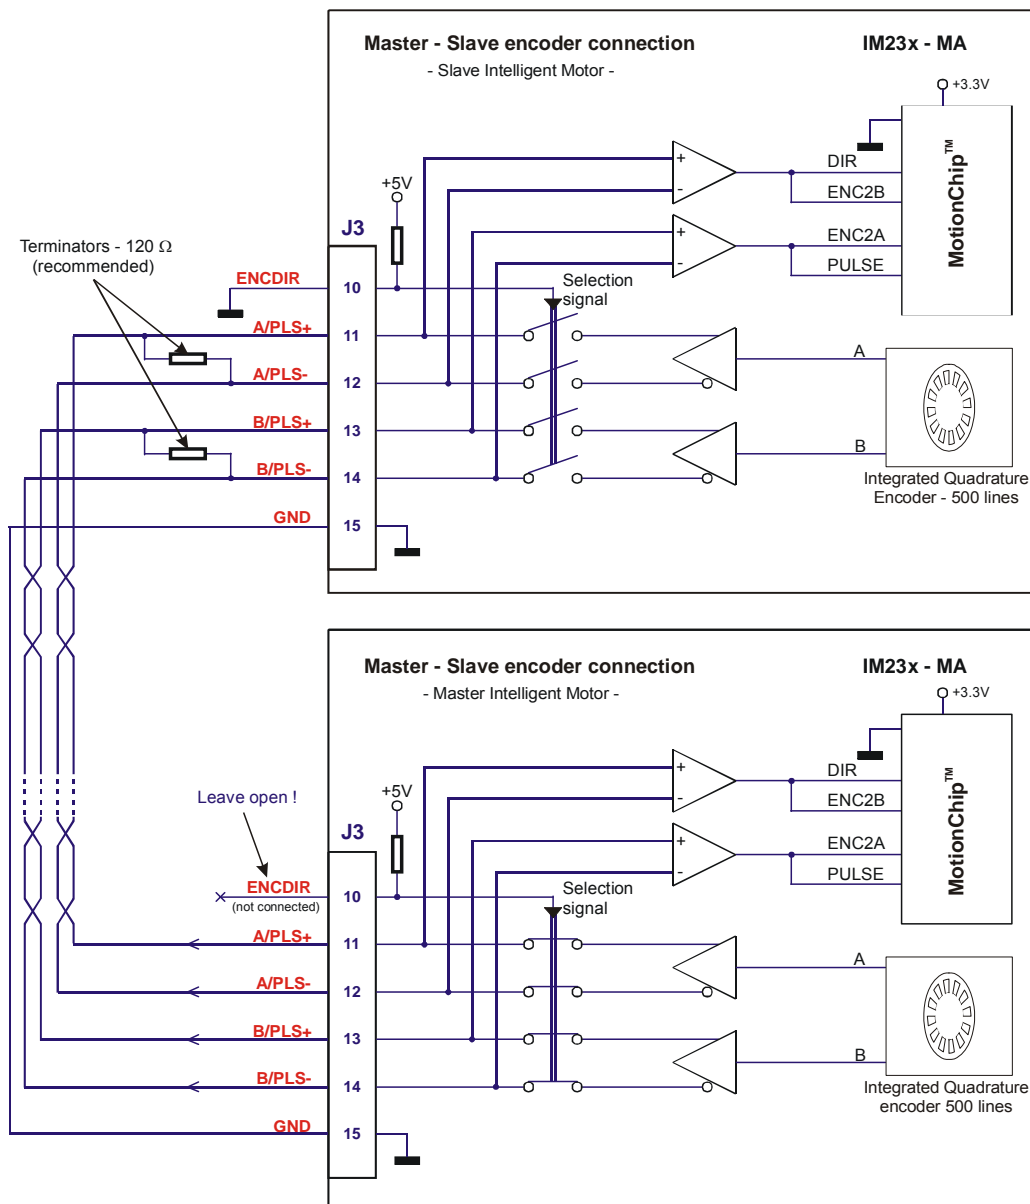 Master - Slave encoder connection
- Slave Intelligent Motor -
IM23x - MA
+3.3V
MotionChip™
DIR
ENC2B
ENC2A
PULSE
+
-
+
-
+5V
J3
Terminators - 120 Ω
(recommended)
ENCDIR
10
Selection
signal
A/PLS+
11
A
A/PLS-
12
B/PLS+
13
B
B/PLS-
14
Integrated Quadrature
Encoder - 500 lines
GND
15
Master - Slave encoder connection
- Master Intelligent Motor -
IM23x - MA
+3.3V
MotionChip™
DIR
ENC2B
ENC2A
PULSE
+
-
+
-
+5V
Leave open !
J3
ENCDIR
(not connected)
10
Selection
signal
A/PLS+
11
A
A/PLS-
12
B/PLS+
13
B
B/PLS-
14
Integrated Quadrature
encoder 500 lines
GND
15